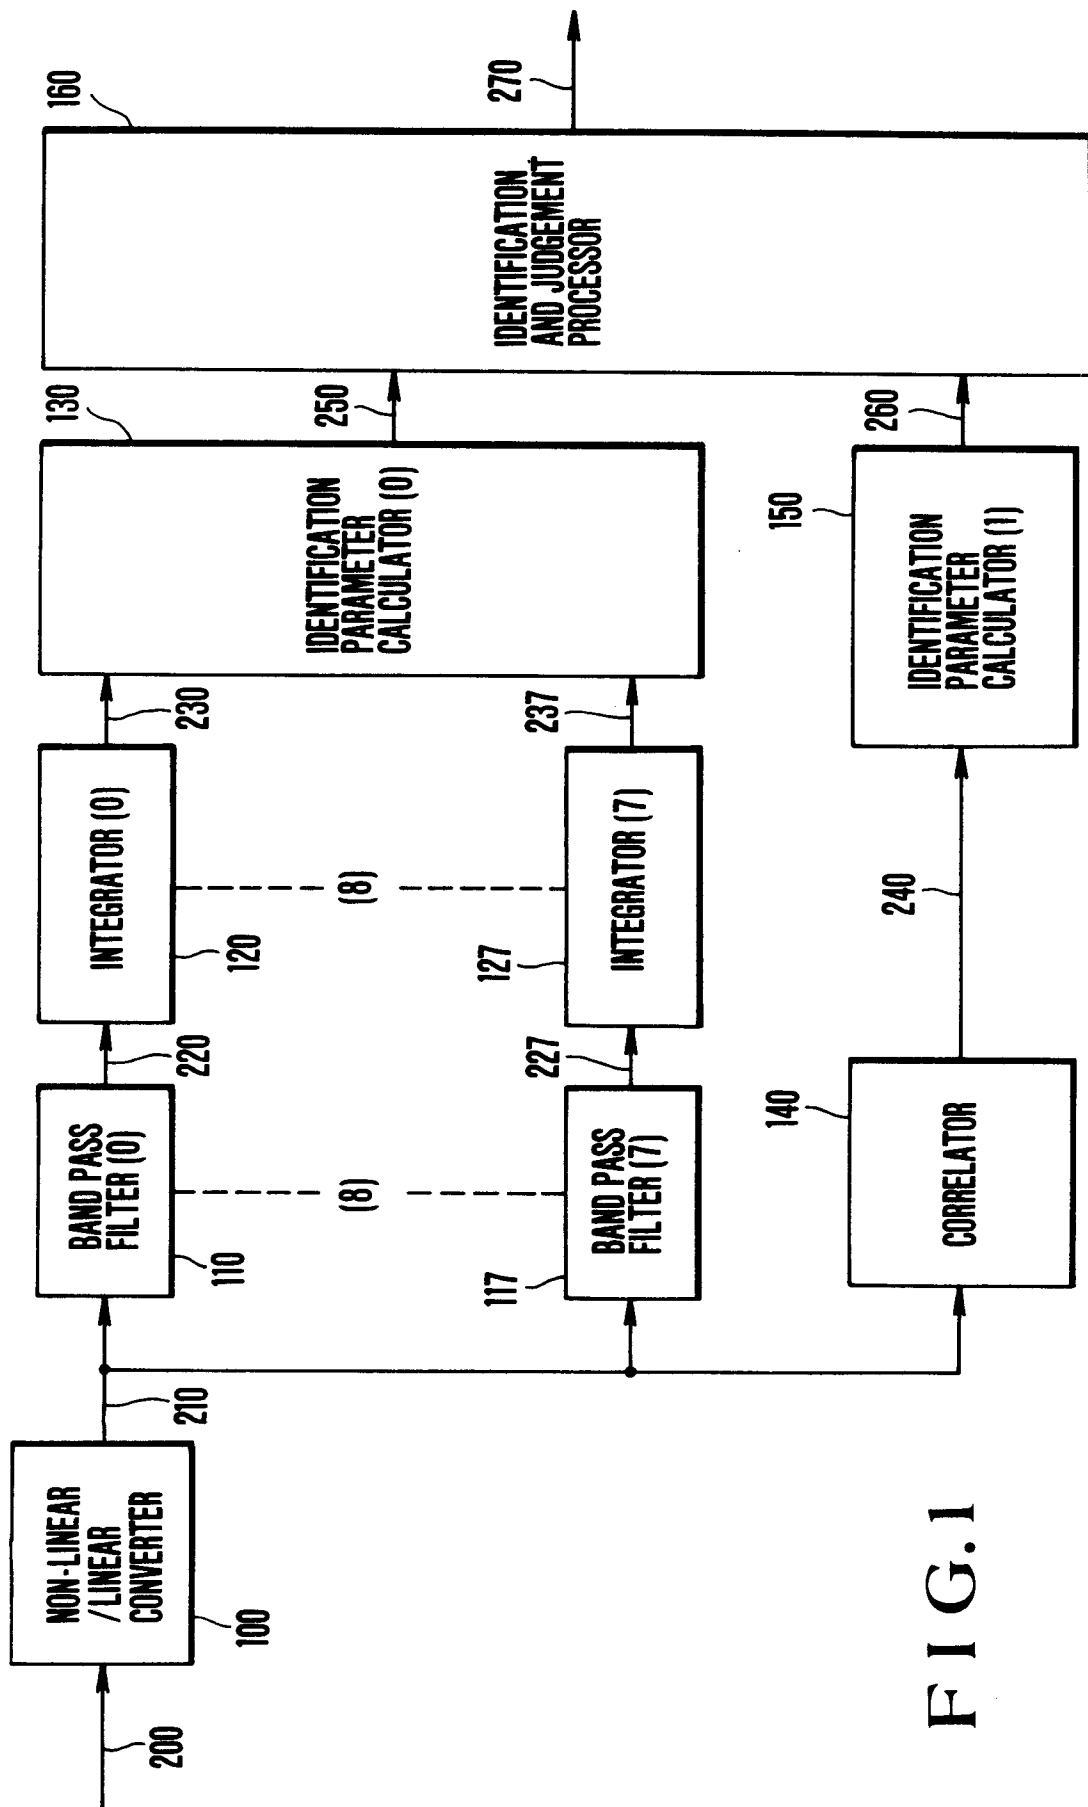 200
NON-LINEAR
/LINEAR
CONVERTER
100
210
BAND PASS
FILTER (0)
110
220
INTEGRATOR (0)
120
230
(8)
(8)
BAND PASS
FILTER (7)
117
227
INTEGRATOR (7)
127
237
IDENTIFICATION
PARAMETER
CALCULATOR (0)
130
250
CORRELATOR
140
240
IDENTIFICATION
PARAMETER
CALCULATOR (1)
150
260
IDENTIFICATION
AND JUDGEMENT
PROCESSOR
160
270
FIG.1